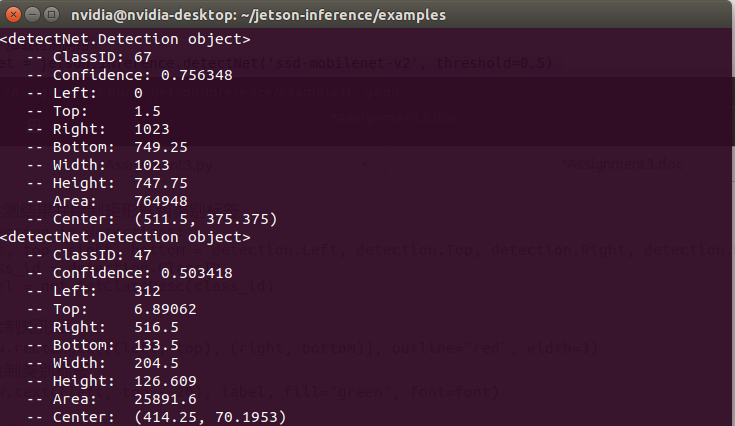 nvidia@nvidia-desktop: ~/jetson-inference/examples
<detectNet.Detection object>
-- ClassID: 67
-- Confidence: 0.756348
-- Left: 0
-- Top: 1.5
-- Right: 1023
-- Bottom: 749.25
-- Width: 1023
-- Height: 747.75
-- Area: 764948
-- Center: (511.5, 375.375)
<detectNet.Detection object>
-- ClassID: 47
-- Confidence: 0.503418
-- Left: 312
-- Top: 6.89062
-- Right: 516.5
-- Bottom: 133.5
-- Width: 204.5
-- Height: 126.609
-- Area: 25891.6
-- Center: (414.25, 70.1953)